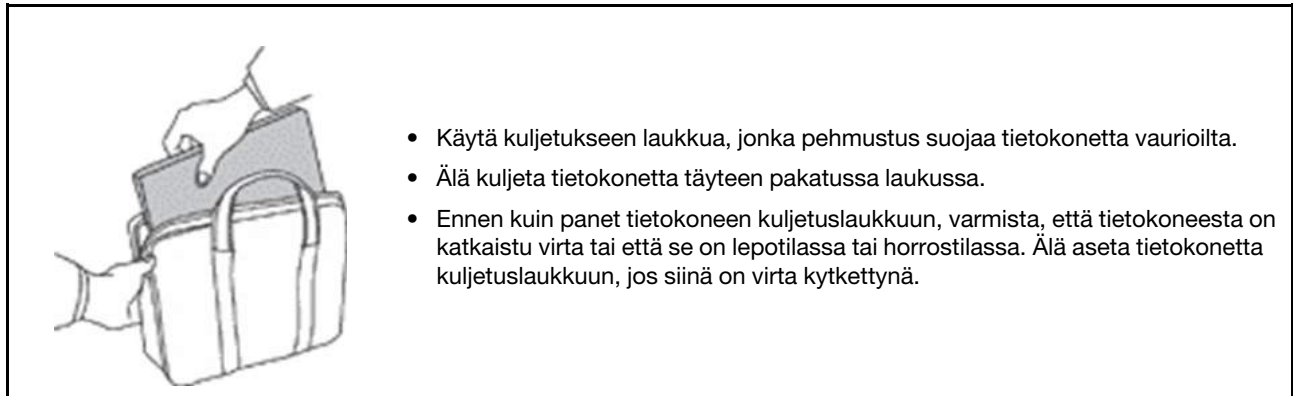 • Käytä kuljetukseen laukkua, jonka pehmustus suojaa tietokonetta vaurioilta.
• Älä kuljeta tietokonetta täyteen pakatussa laukussa.
• Ennen kuin panet tietokoneen kuljetuslaukkuun, varmista, että tietokoneesta on
katkaistu virta tai että se on lepotilassa tai horrostilassa. Älä aseta tietokonetta
kuljetuslaukkuun, jos siinä on virta kytkettynä.